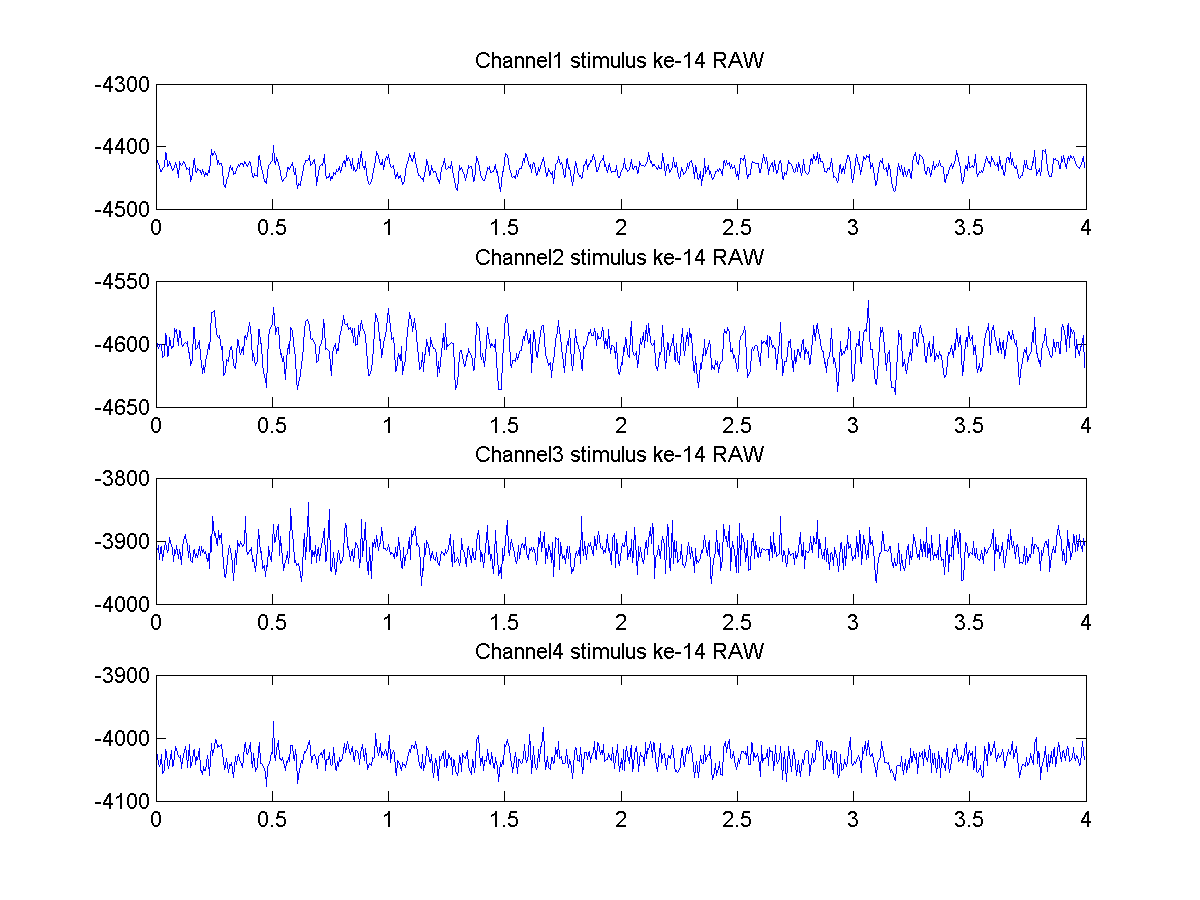 Channel1 stimulus ke-14 RAW
-4300
-4400
-4500
0 0.5 1 1.5 2 2.5 3 3.5 4
Channel2 stimulus ke-14 RAW
-4550
-4600
-4650
0 0.5 1 1.5 2 2.5 3 3.5 4
Channel3 stimulus ke-14 RAW
-3800
-3900
-4000
0 0.5 1 1.5 2 2.5 3 3.5 4
Channel4 stimulus ke-14 RAW
-3900
-4000
-4100
0 0.5 1 1.5 2 2.5 3 3.5 4